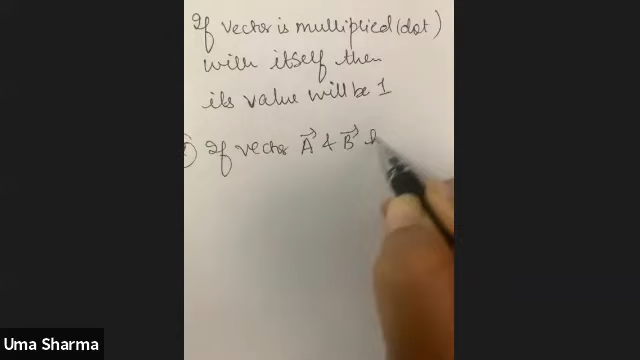 If vector is multiplied (dot)
with itself then
its value will be 1
If vector A & B
Uma Sharma